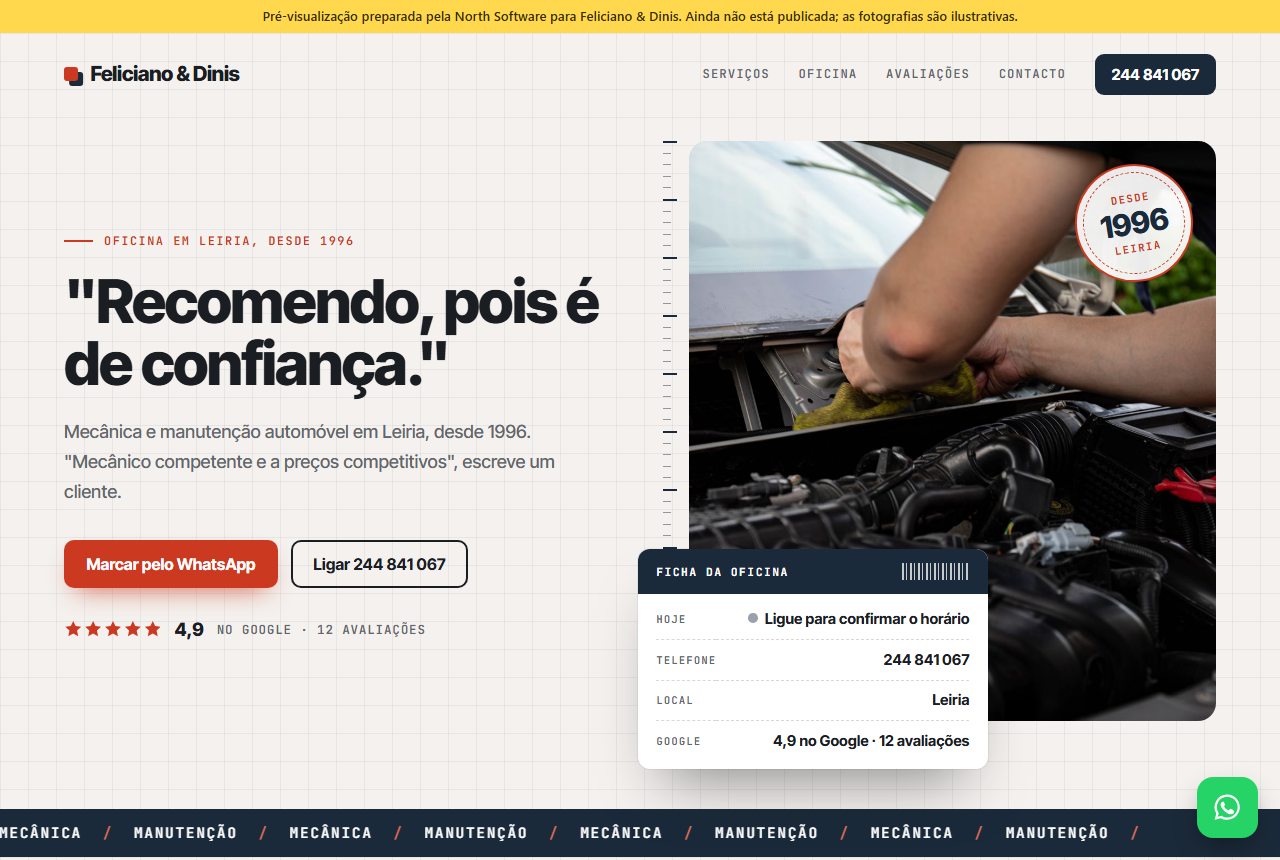 Pré-visualização preparada pela North Software para Feliciano & Dinis. Ainda não está publicada; as fotografias são ilustrativas.
Feliciano & Dinis
SERVIÇOS OFICINA AVALIAÇÕES CONTACTO 244 841 067
DESDE
1996
LEIRIA
OFICINA EM LEIRIA, DESDE 1996
"Recomendo, pois é
de confiança."
Mecânica e manutenção automóvel em Leiria, desde 1996.
"Mecânico competente e a preços competitivos", escreve um
cliente.
Marcar pelo WhatsApp Ligar 244 841 067
4,9 NO GOOGLE · 12 AVALIAÇÕES
FICHA DA OFICINA
HOJE Ligue para confirmar o horário
TELEFONE 244 841 067
LOCAL Leiria
GOOGLE 4,9 no Google · 12 avaliações
MECÂNICA / MANUTENÇÃO / MECÂNICA / MANUTENÇÃO / MECÂNICA / MANUTENÇÃO / MECÂNICA / MANUTENÇÃO /